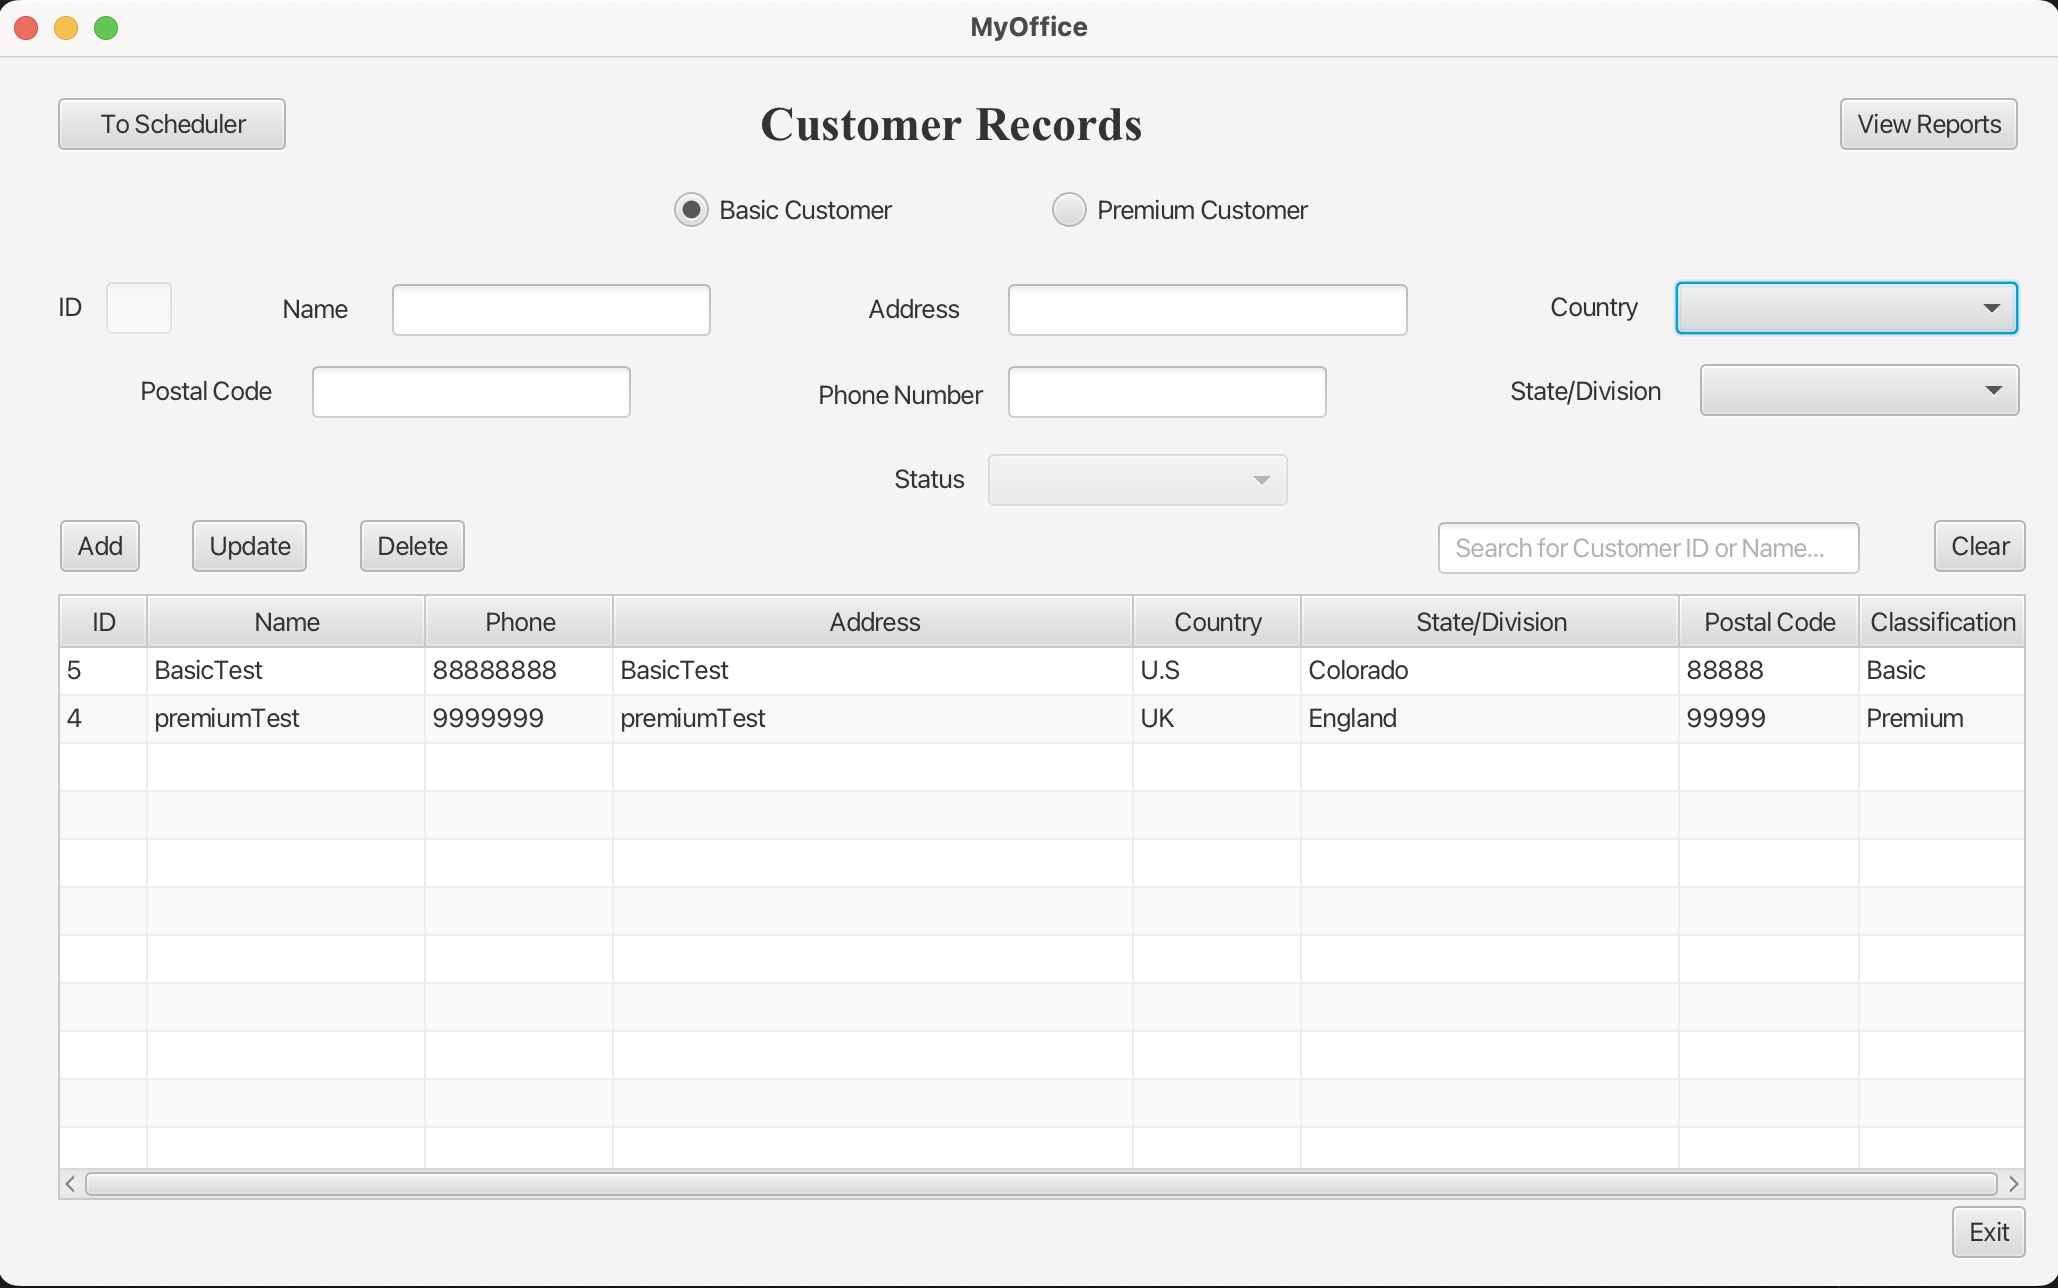 MyOffice
To Scheduler
Customer Records
View Reports
Basic Customer
Premium Customer
ID
Name
Address
Country
Postal Code
Phone Number
State/Division
Status
Add
Update
Delete
Search for Customer ID or Name...
Clear
ID Name Phone Address Country State/Division Postal Code Classification
5 BasicTest 88888888 BasicTest U.S Colorado 88888 Basic
4 premiumTest 9999999 premiumTest UK England 99999 Premium
Exit